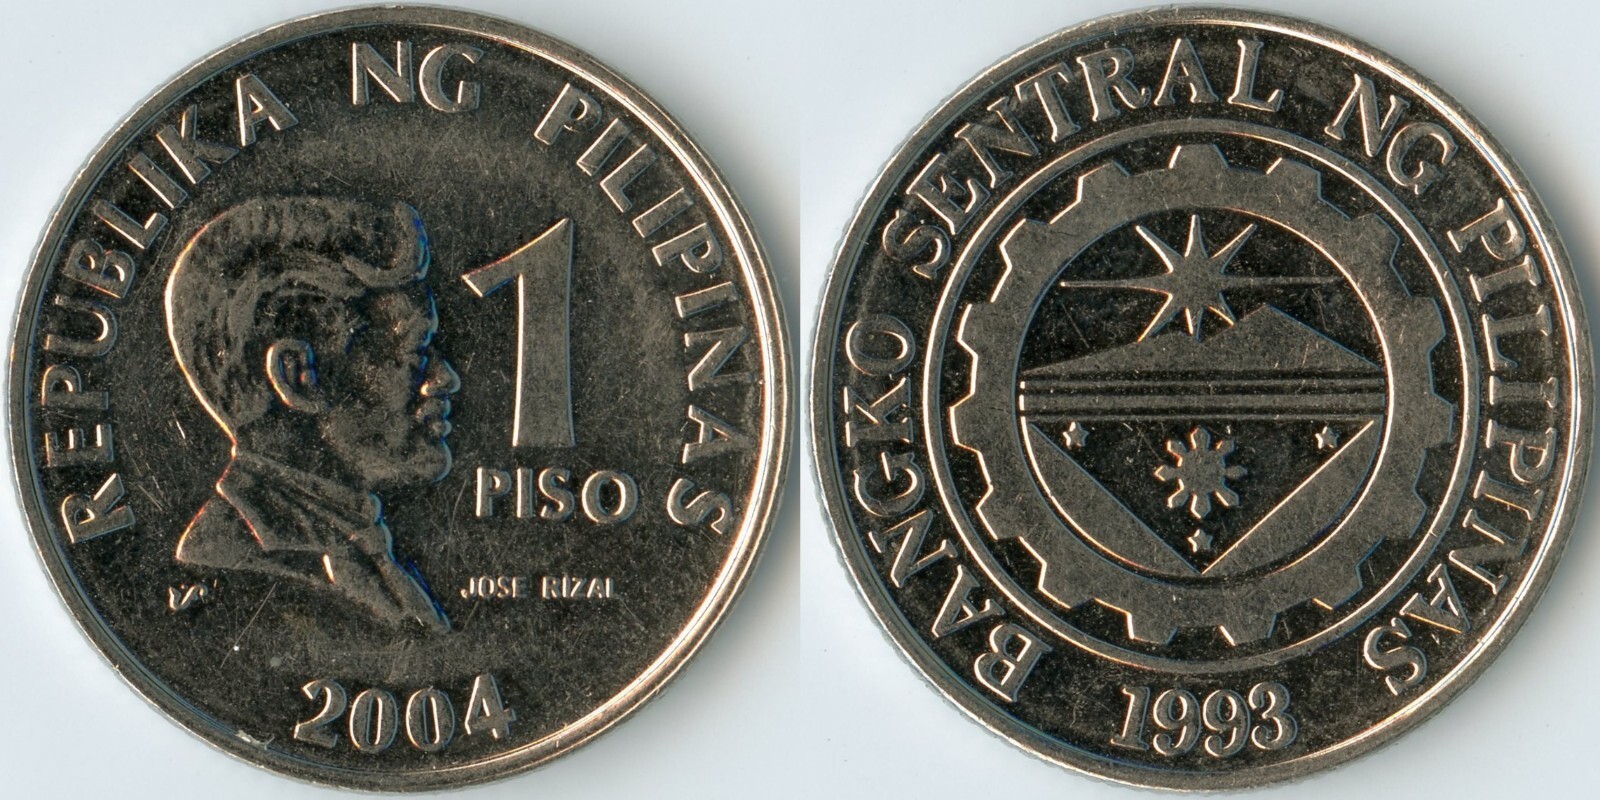 REPUBLIKA NG PILIPINAS
1
PISO
JOSE RIZAL
2004
BANGKO SENTRAL NG PILIPINAS
1993